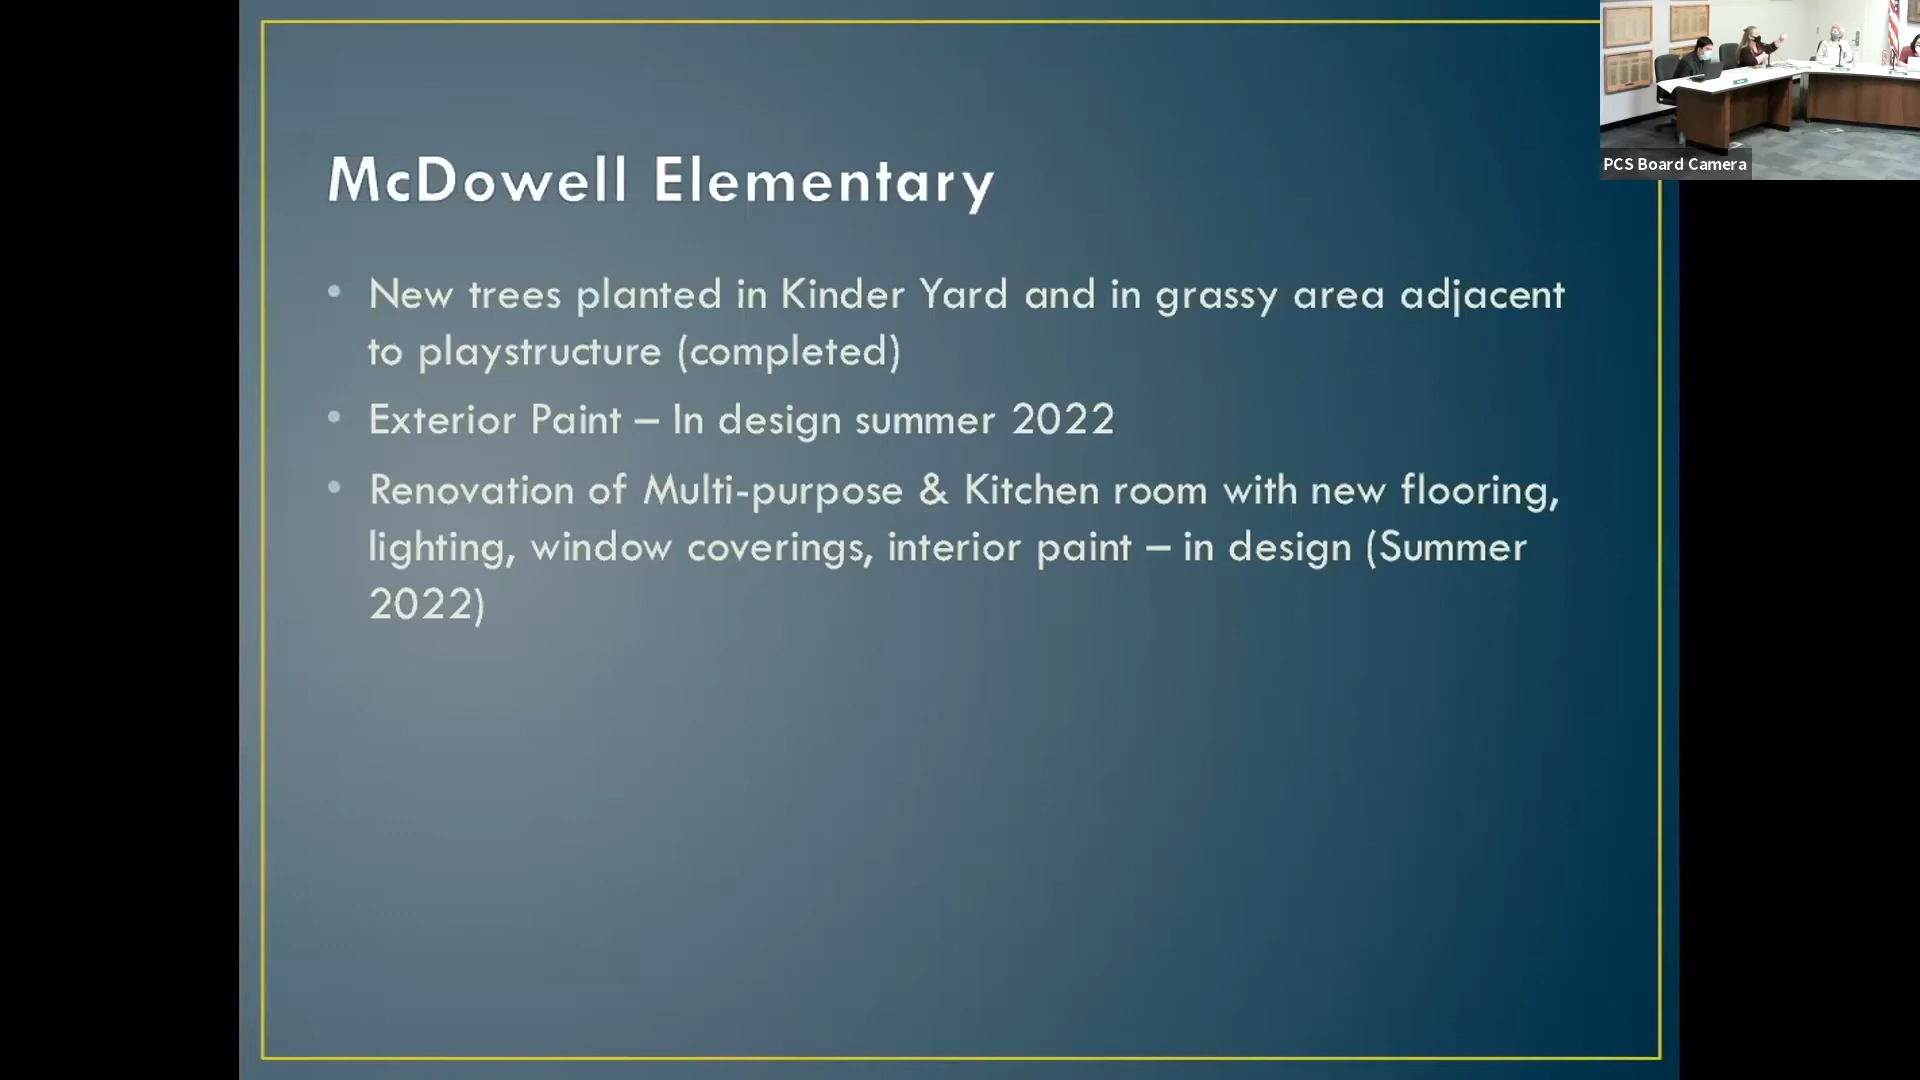 McDowell Elementary
• New trees planted in Kinder Yard and in grassy area adjacent
to playstructure (completed)
• Exterior Paint – In design summer 2022
• Renovation of Multi-purpose & Kitchen room with new flooring,
lighting, window coverings, interior paint – in design (Summer
2022)
PCS Board Camera